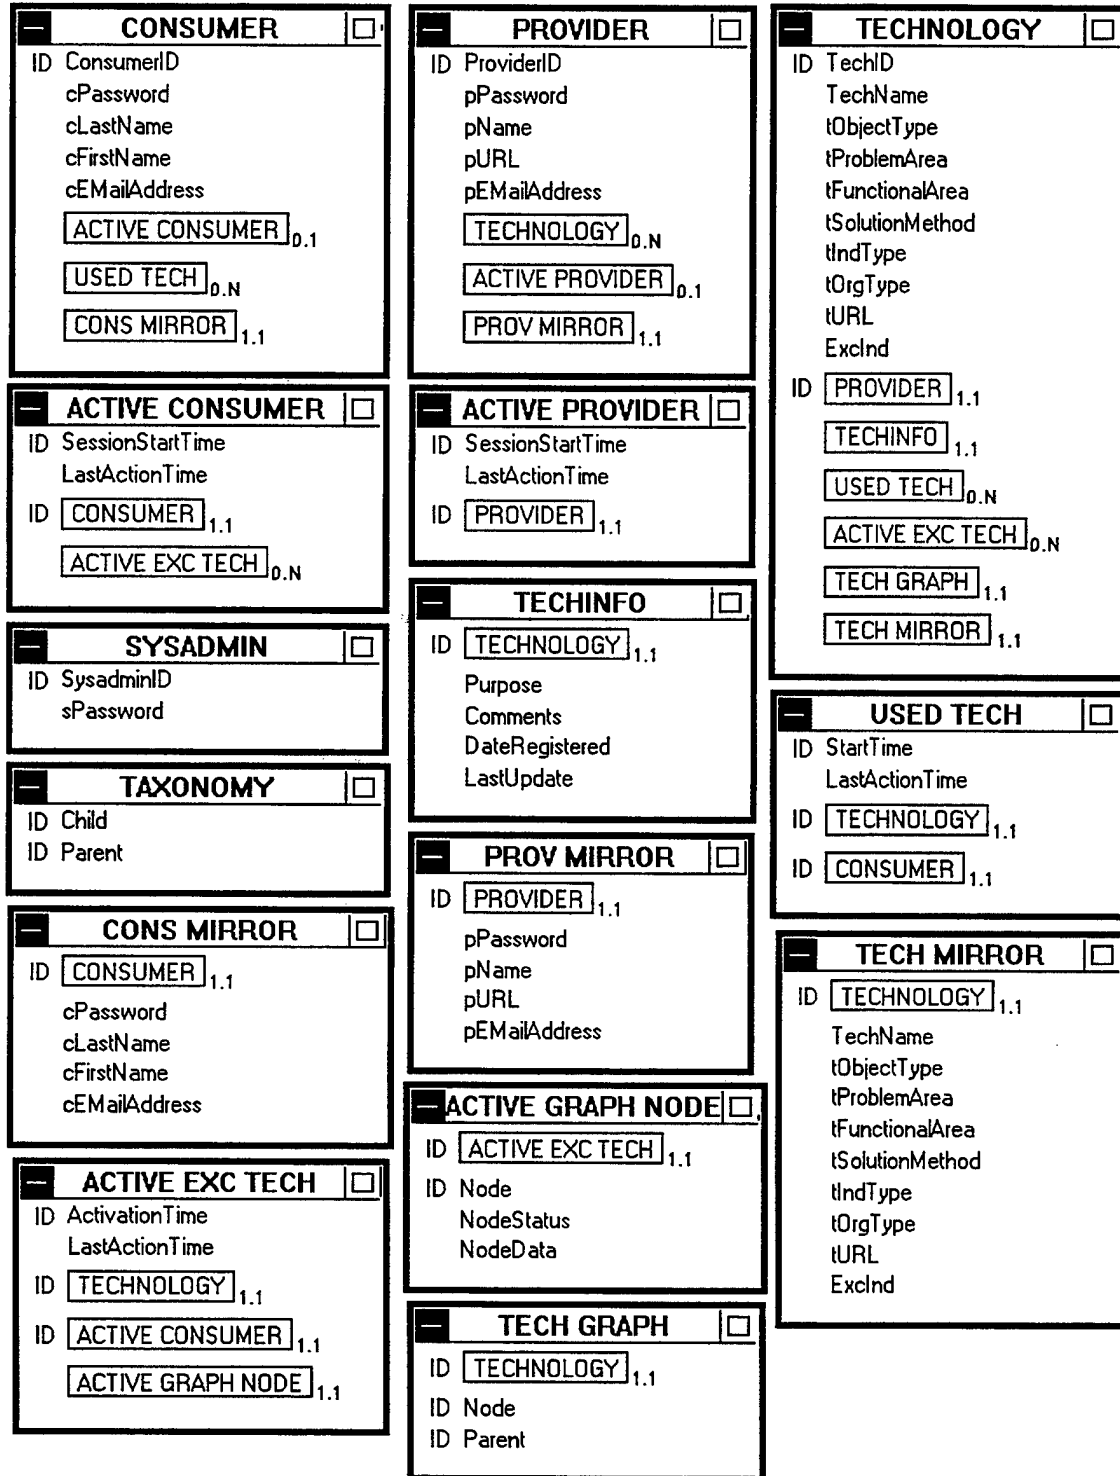 CONSUMER
ID ConsumerID
cPassword
cLastName
cFirstName
cEMailAddress
ACTIVE CONSUMER 0.1
USED TECH 0.N
CONS MIRROR 1.1
ACTIVE CONSUMER
ID SessionStartTime
LastActionTime
ID CONSUMER 1.1
ACTIVE EXC TECH 0.N
SYSADMIN
ID SysadminID
sPassword
TAXONOMY
ID Child
ID Parent
CONS MIRROR
ID CONSUMER 1.1
cPassword
cLastName
cFirstName
cEMailAddress
ACTIVE EXC TECH
ID ActivationTime
LastActionTime
ID TECHNOLOGY 1.1
ID ACTIVE CONSUMER 1.1
ACTIVE GRAPH NODE 1.1
PROVIDER
ID ProviderID
pPassword
pName
pURL
pEMailAddress
TECHNOLOGY 0.N
ACTIVE PROVIDER 0.1
PROV MIRROR 1.1
ACTIVE PROVIDER
ID SessionStartTime
LastActionTime
ID PROVIDER 1.1
TECHINFO
ID TECHNOLOGY 1.1
Purpose
Comments
DateRegistered
LastUpdate
PROV MIRROR
ID PROVIDER 1.1
pPassword
pName
pURL
pEMailAddress
ACTIVE GRAPH NODE
ID ACTIVE EXC TECH 1.1
ID Node
NodeStatus
NodeData
TECH GRAPH
ID TECHNOLOGY 1.1
ID Node
ID Parent
TECHNOLOGY
ID TechID
TechName
tObjectType
tProblemArea
tFunctionalArea
tSolutionMethod
tIndType
tOrgType
tURL
ExcInd
ID PROVIDER 1.1
TECHINFO 1.1
USED TECH 0.N
ACTIVE EXC TECH 0.N
TECH GRAPH 1.1
TECH MIRROR 1.1
USED TECH
ID StartTime
LastActionTime
ID TECHNOLOGY 1.1
ID CONSUMER 1.1
TECH MIRROR
ID TECHNOLOGY 1.1
TechName
tObjectType
tProblemArea
tFunctionalArea
tSolutionMethod
tIndType
tOrgType
tURL
ExcInd